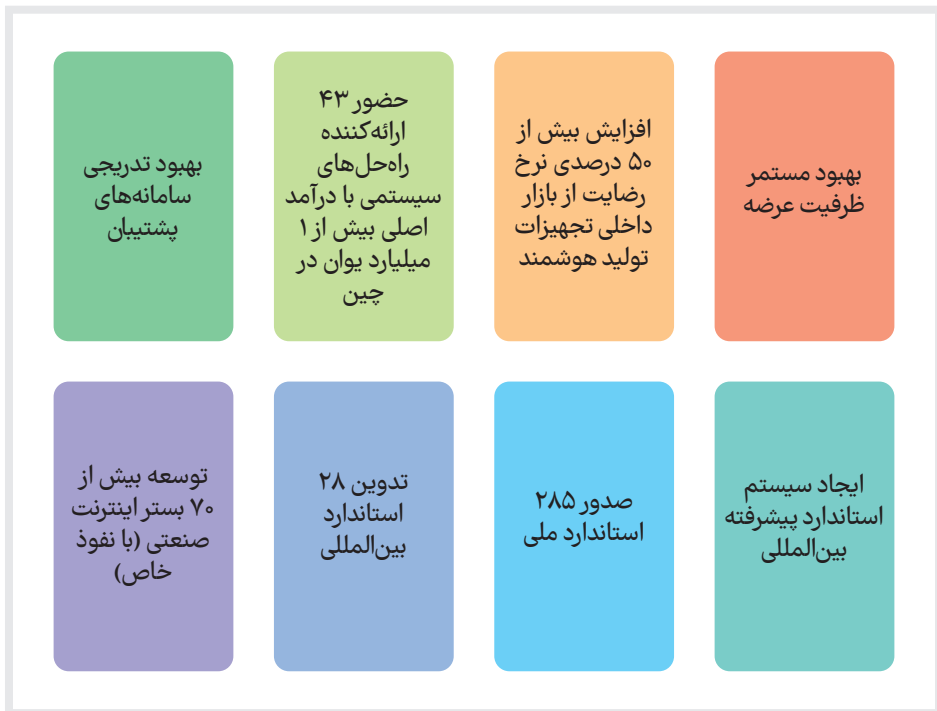 بهبود مستمر
ظرفیت عرضه
افزایش بیش از
۵۰ درصدی نرخ
رضایت از بازار
داخلی تجهیزات
تولید هوشمند
حضور ۴۳
ارائه‌کننده
راه‌حل‌های
سیستمی با درآمد
اصلی بیش از ۱
میلیارد یوان در
چین
بهبود تدریجی
سامانه‌های
پشتیبان
ایجاد سیستم
استاندارد پیشرفته
بین‌المللی
صدور ۲۸۵
استاندارد ملی
تدوین ۲۸
استاندارد
بین‌المللی
توسعه بیش از
۷۰ بستر اینترنت
صنعتی (با نفوذ
خاص)